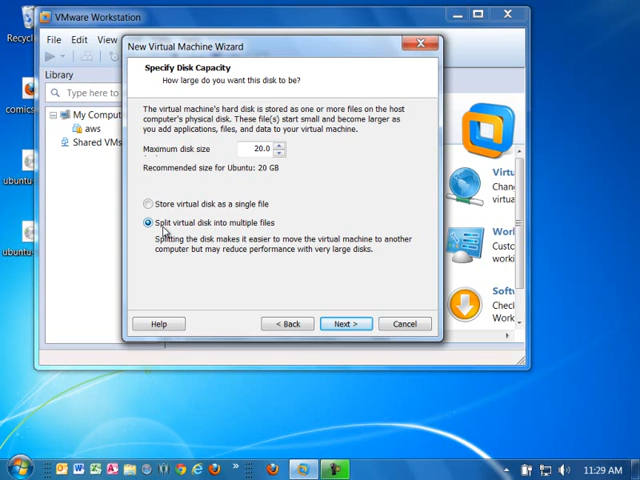 VMware Workstation
File Edit View
Library
Type here to
My Compu
aws
Shared VMs
Recycl
comics
ubuntu-
ubuntu-
New Virtual Machine Wizard
Specify Disk Capacity
How large do you want this disk to be?
The virtual machine's hard disk is stored as one or more files on the host
computer's physical disk. These file(s) start small and become larger as
you add applications, files, and data to your virtual machine.
Maximum disk size
20.0
Recommended size for Ubuntu: 20 GB
Store virtual disk as a single file
Split virtual disk into multiple files
Splitting the disk makes it easier to move the virtual machine to another
computer but may reduce performance with very large disks.
Help
< Back
Next >
Cancel
Virtu
Chang
Work
Custo
Work
Softv
Check
Work
11:29 AM